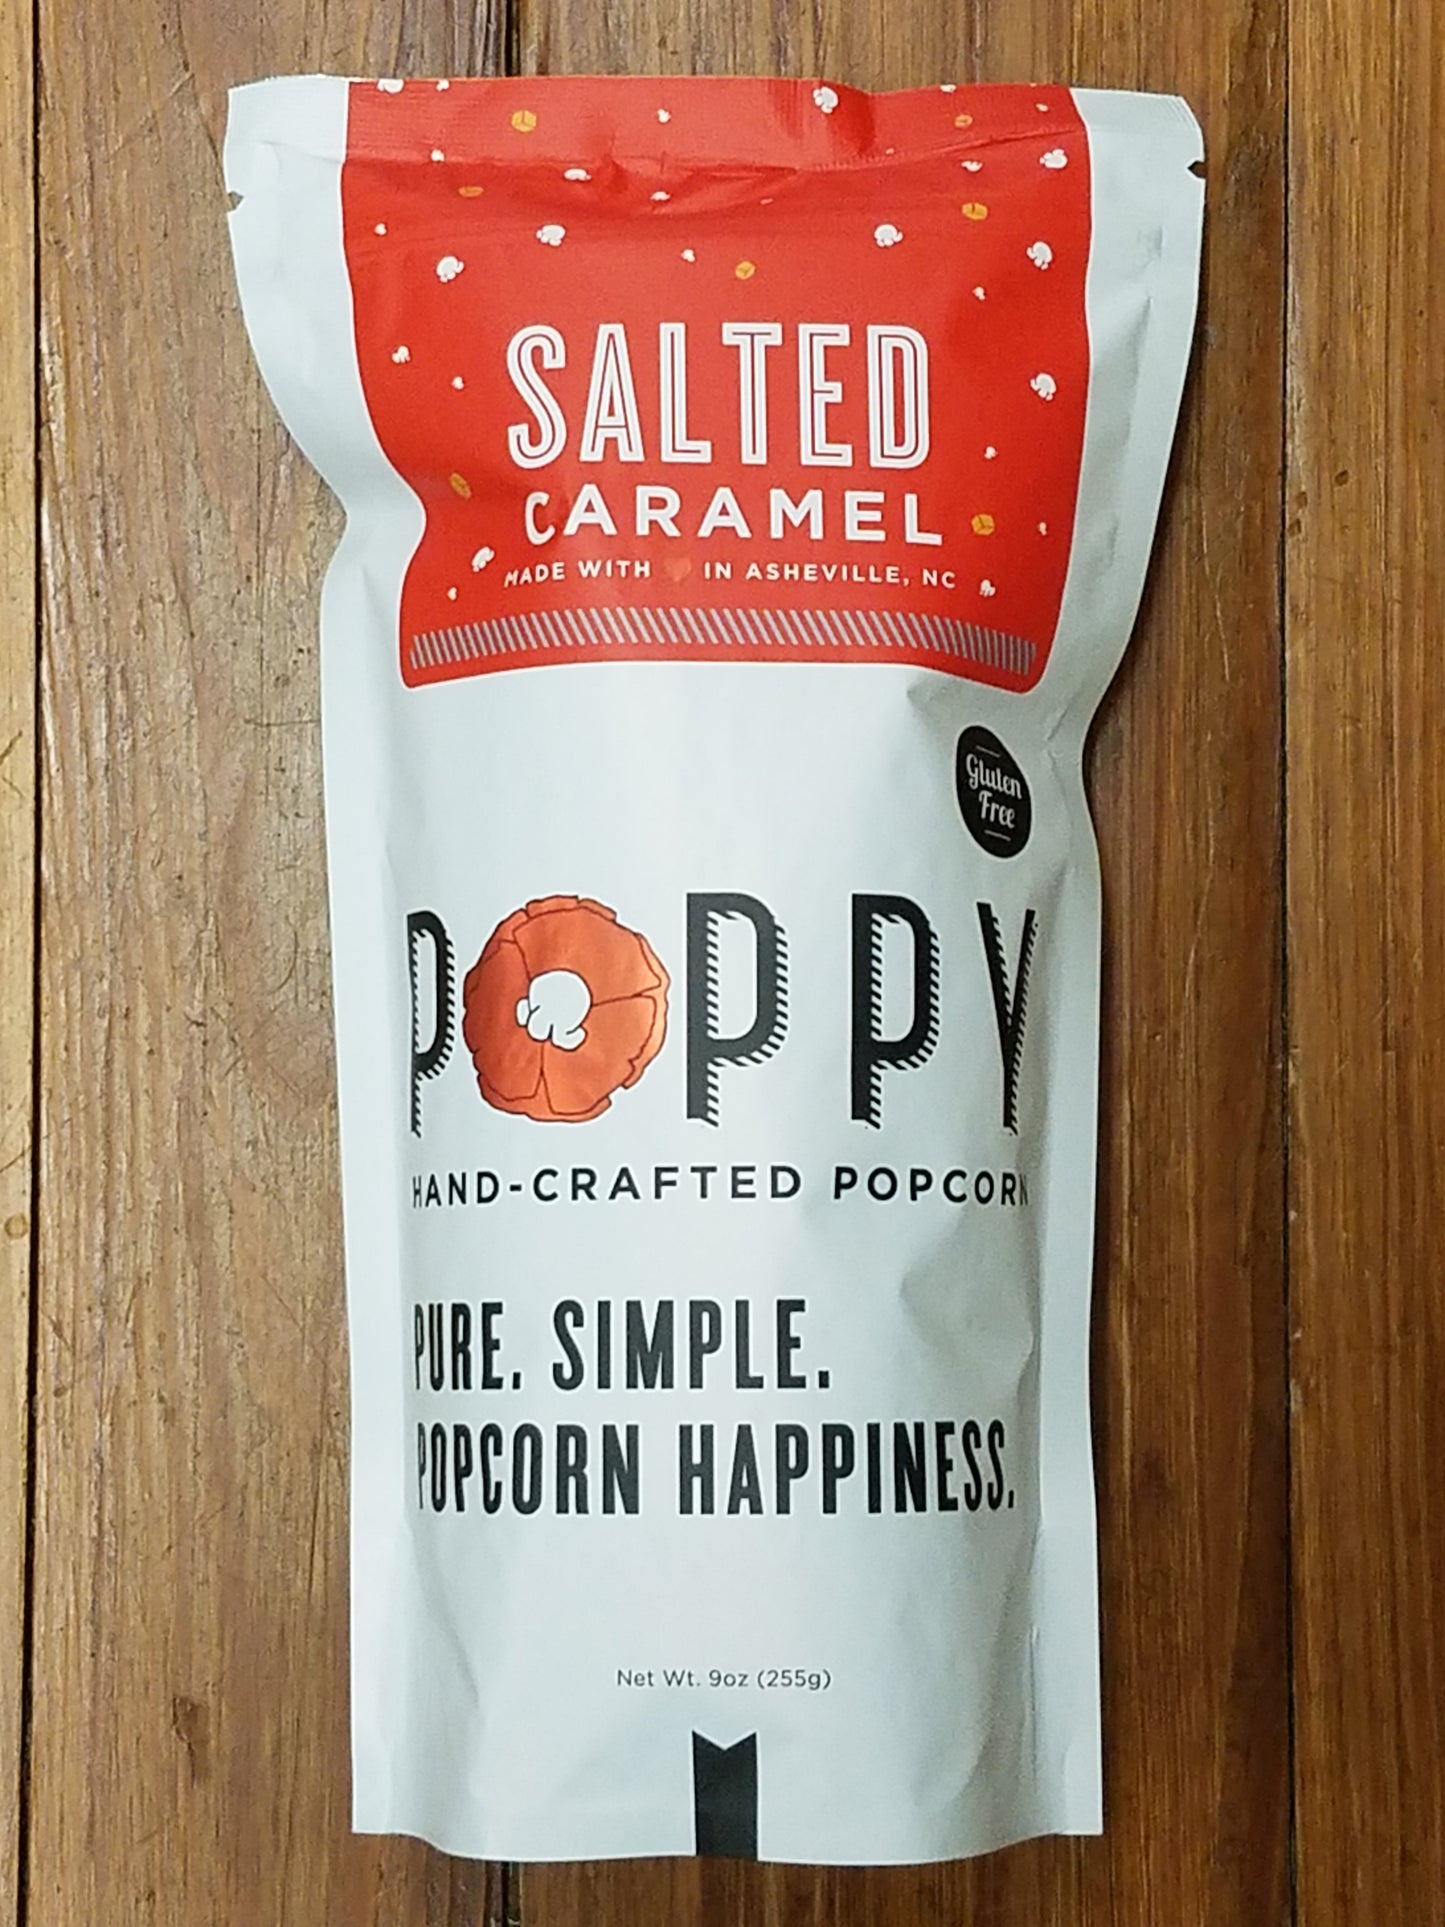 SALTED
CARAMEL
MADE WITH ❤ IN ASHEVILLE, NC
Gluten
Free
POPPY
HAND-CRAFTED POPCORN
PURE. SIMPLE.
POPCORN HAPPINESS.
Net Wt. 9oz (255g)